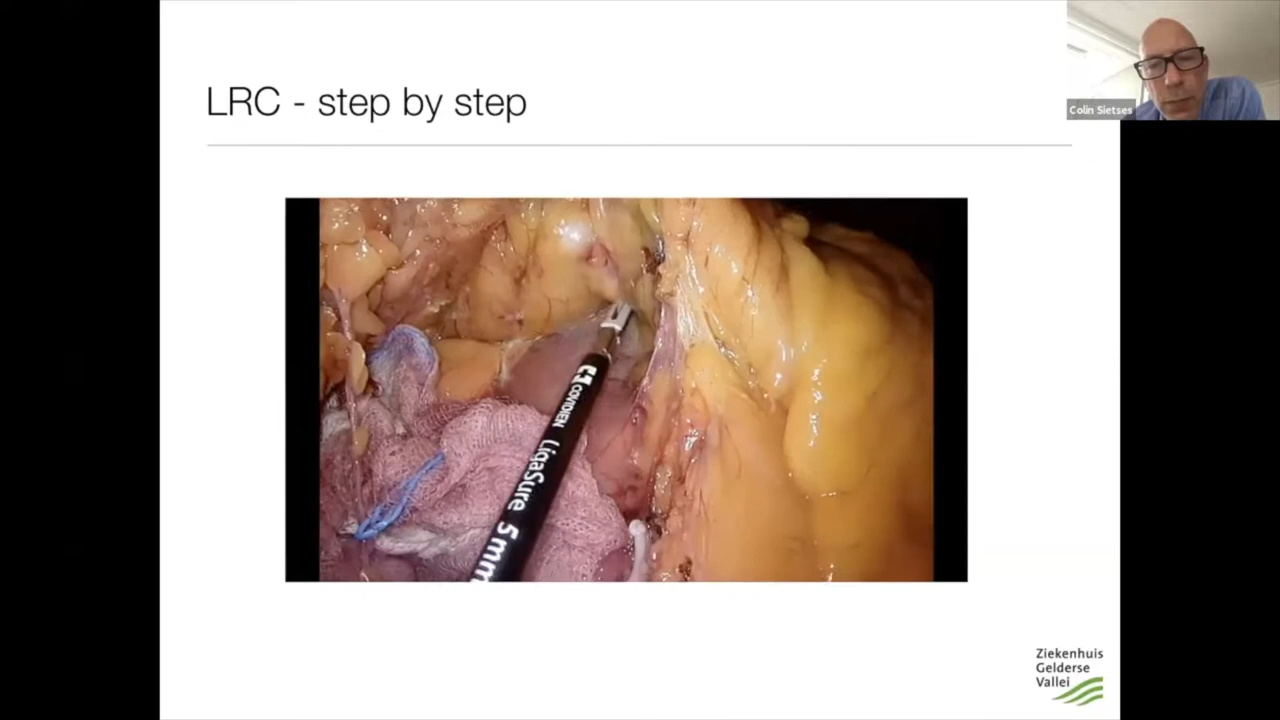 LRC - step by step
Colin Sietses
COVIDIEN LigaSure 5mm
Ziekenhuis
Gelderse
Vallei